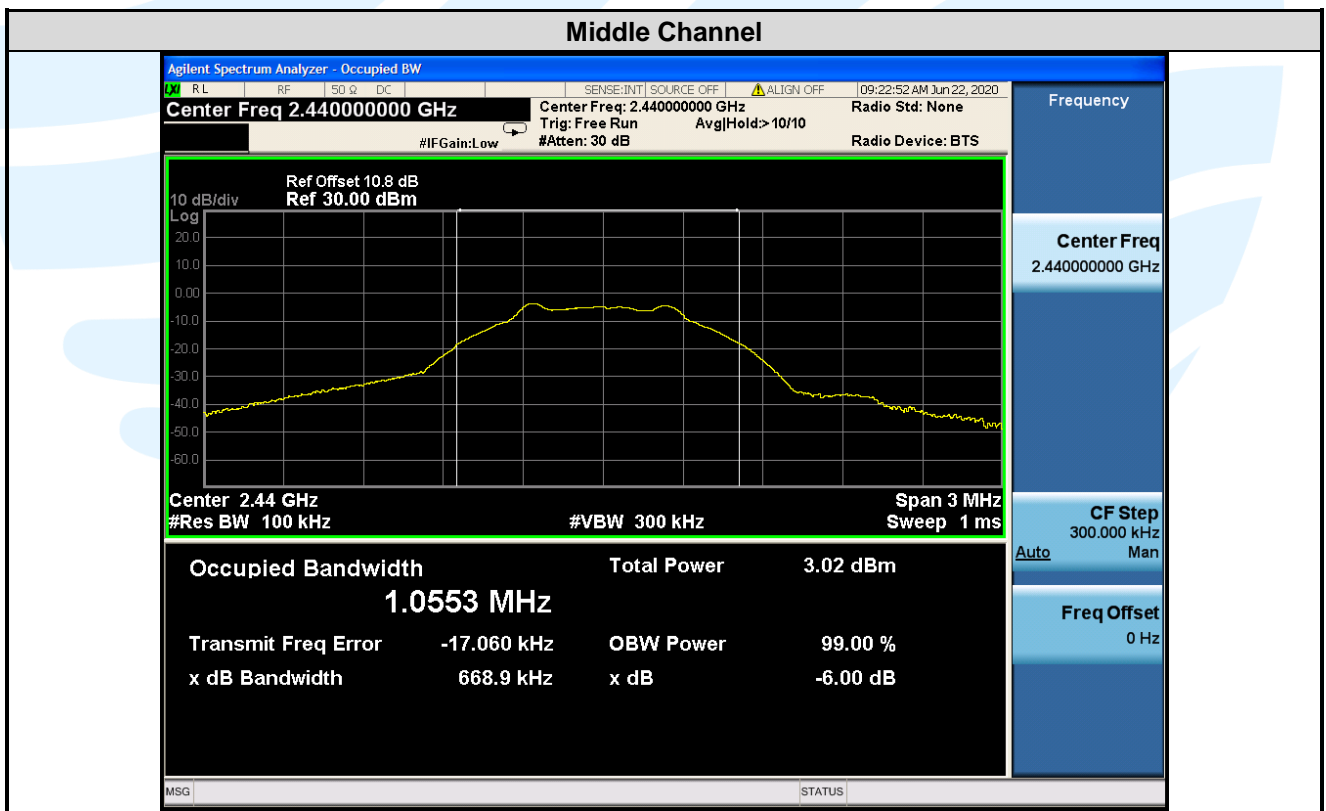 Middle Channel
Agilent Spectrum Analyzer - Occupied BW
LXI RL RF 50 Ω DC SENSE:INT SOURCE OFF ALIGN OFF 09:22:52 AM Jun 22, 2020
Center Freq 2.440000000 GHz
Center Freq: 2.440000000 GHz
Radio Std: None
Trig: Free Run Avg|Hold:>10/10
#IFGain:Low
#Atten: 30 dB
Radio Device: BTS
Ref Offset 10.8 dB
10 dB/div Ref 30.00 dBm
Log
20.0
10.0
0.00
-10.0
-20.0
-30.0
-40.0
-50.0
-60.0
Center 2.44 GHz Span 3 MHz
#Res BW 100 kHz #VBW 300 kHz Sweep 1 ms
Occupied Bandwidth Total Power 3.02 dBm
1.0553 MHz
Transmit Freq Error -17.060 kHz OBW Power 99.00 %
x dB Bandwidth 668.9 kHz x dB -6.00 dB
MSG STATUS
Frequency
Center Freq
2.440000000 GHz
CF Step
300.000 kHz
Auto Man
Freq Offset
0 Hz